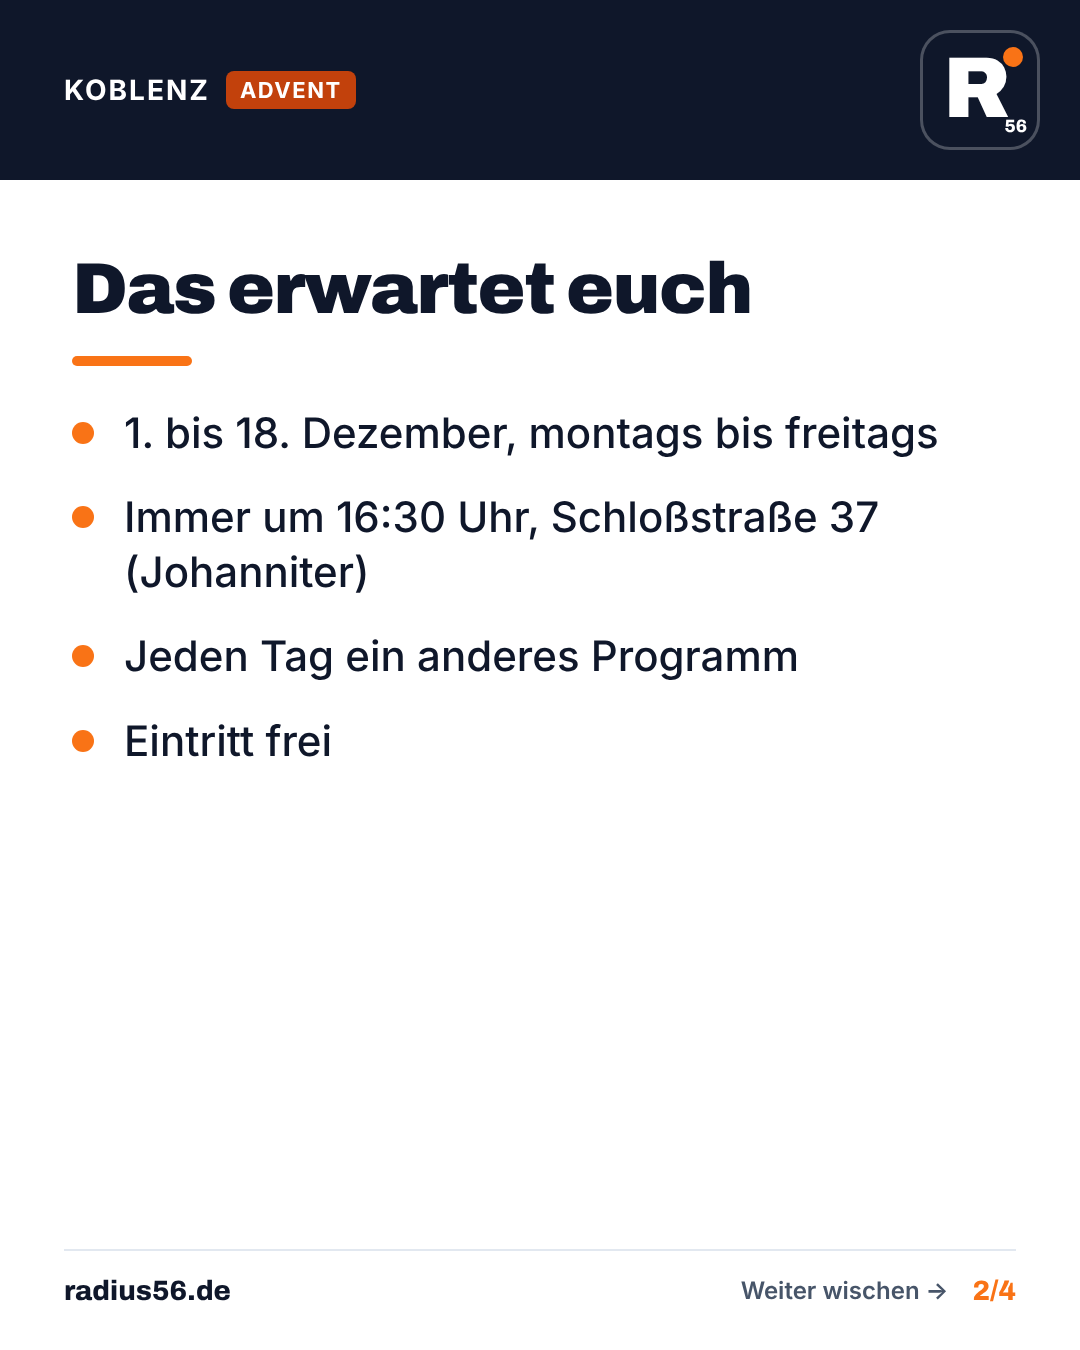 KOBLENZ ADVENT
R
56
Das erwartet euch
1. bis 18. Dezember, montags bis freitags
Immer um 16:30 Uhr, Schloßstraße 37
(Johanniter)
Jeden Tag ein anderes Programm
Eintritt frei
radius56.de
Weiter wischen → 2/4